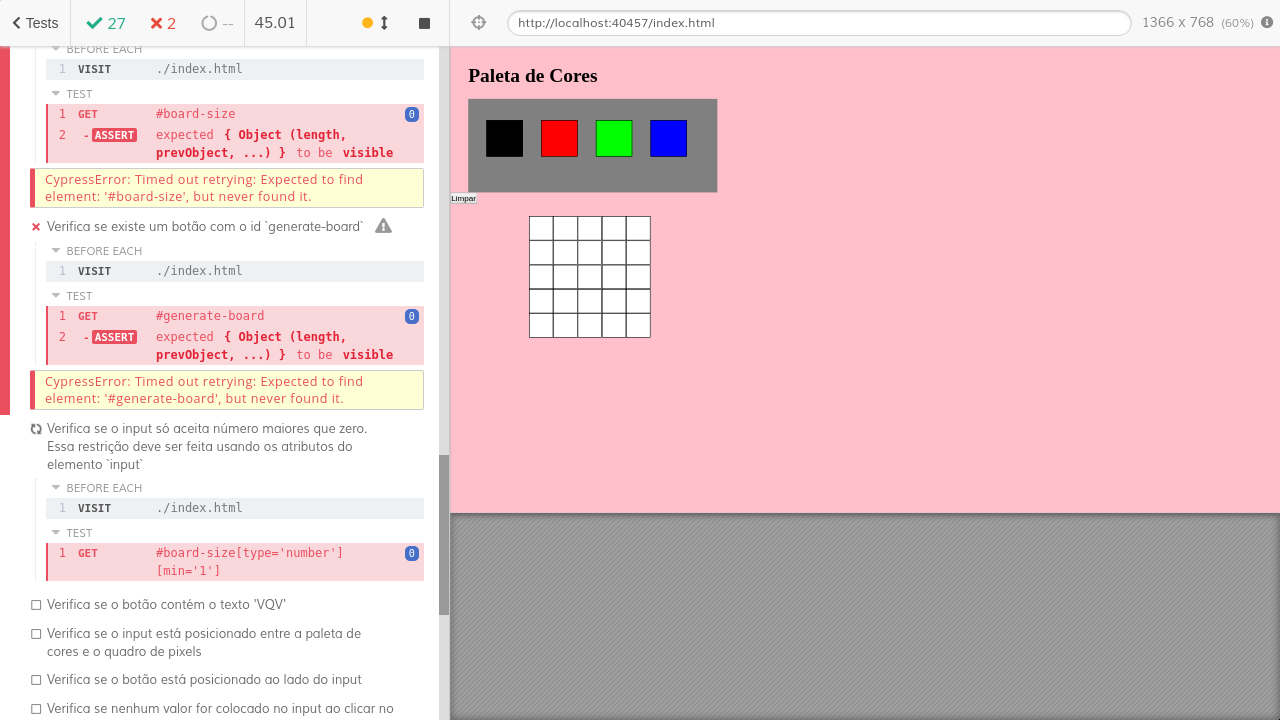 Tests
27
2
--
45.01
http://localhost:40457/index.html
1366 x 768 (60%)
BEFORE EACH
1 VISIT ./index.html
TEST
1 GET #board-size 0
2 -ASSERT expected { Object (length,
prevObject, ...) } to be visible
CypressError: Timed out retrying: Expected to find
element: '#board-size', but never found it.
Verifica se existe um botão com o id `generate-board`
BEFORE EACH
1 VISIT ./index.html
TEST
1 GET #generate-board 0
2 -ASSERT expected { Object (length,
prevObject, ...) } to be visible
CypressError: Timed out retrying: Expected to find
element: '#generate-board', but never found it.
Verifica se o input só aceita número maiores que zero.
Essa restrição deve ser feita usando os atributos do
elemento `input`
BEFORE EACH
1 VISIT ./index.html
TEST
1 GET #board-size[type='number'] 0
[min='1']
Verifica se o botão contém o texto 'VQV'
Verifica se o input está posicionado entre a paleta de
cores e o quadro de pixels
Verifica se o botão está posicionado ao lado do input
Verifica se nenhum valor for colocado no input ao clicar no
Paleta de Cores
Limpar